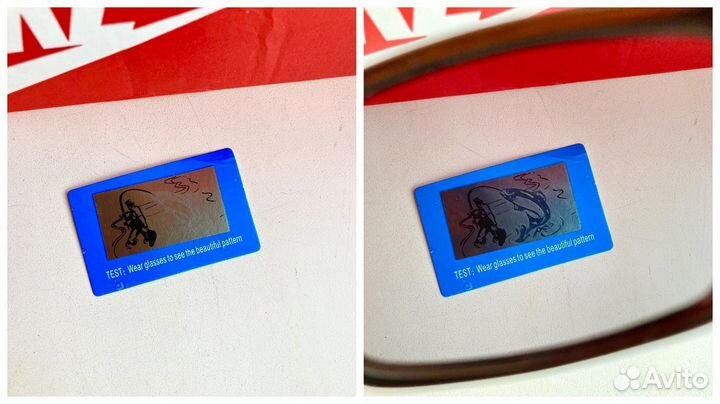 TEST: Wear glasses to see the beautiful pattern
TEST: Wear glasses to see the beautiful pattern
Avito